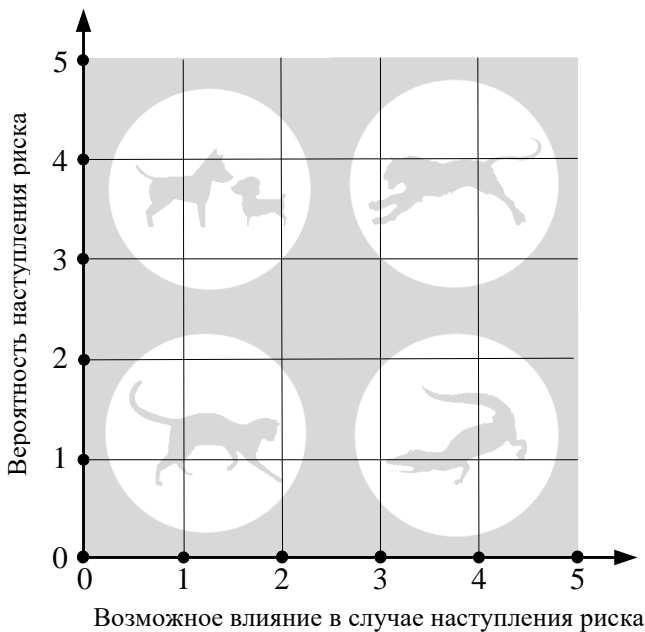 Вероятность наступления риска
5
4
3
2
1
0
0 1 2 3 4 5
Возможное влияние в случае наступления риска